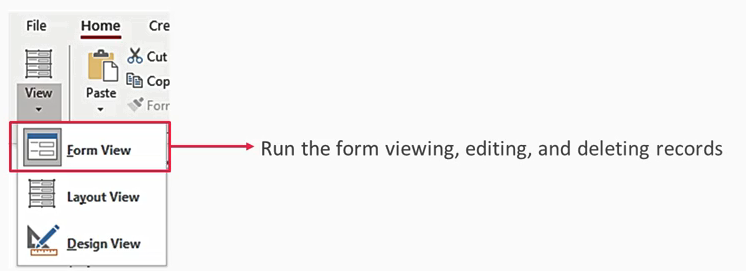 File Home Cre
Cut
View Paste Cop
Form
Form View
Run the form viewing, editing, and deleting records
Layout View
Design View